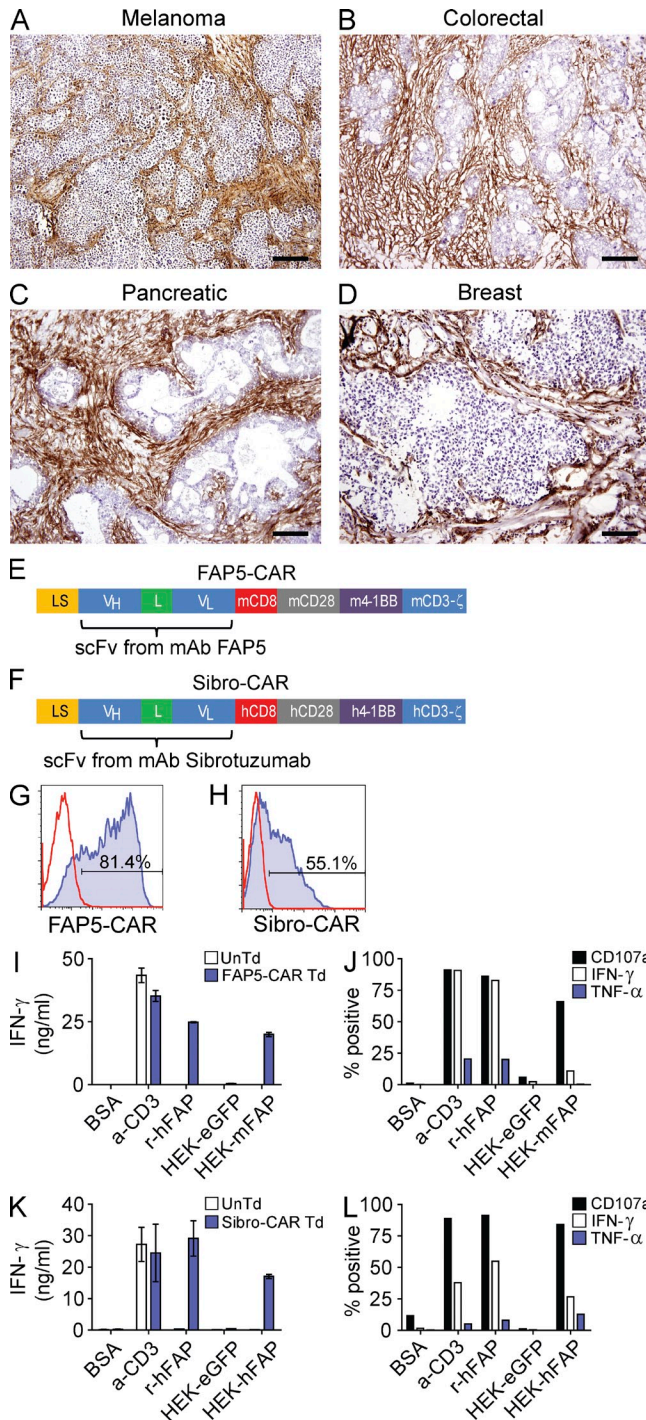 A Melanoma
B Colorectal
C Pancreatic
D Breast
E FAP5-CAR
LS VH L VL mCD8 mCD28 m4-1BB mCD3-ζ
scFv from mAb FAP5
F Sibro-CAR
LS VH L VL hCD8 hCD28 h4-1BB hCD3-ζ
scFv from mAb Sibrotuzumab
G
81.4%
FAP5-CAR
H
55.1%
Sibro-CAR
I
UnTd
FAP5-CAR Td
IFN-γ
(ng/ml)
50
25
0
BSA
a-CD3
r-hFAP
HEK-eGFP
HEK-mFAP
J
CD107a
IFN-γ
TNF-α
% positive
100
75
50
25
0
BSA
a-CD3
r-hFAP
HEK-eGFP
HEK-mFAP
K
UnTd
Sibro-CAR Td
IFN-γ
(ng/ml)
40
30
20
10
0
BSA
a-CD3
r-hFAP
HEK-eGFP
HEK-hFAP
L
CD107a
IFN-γ
TNF-α
% positive
100
75
50
25
0
BSA
a-CD3
r-hFAP
HEK-eGFP
HEK-hFAP